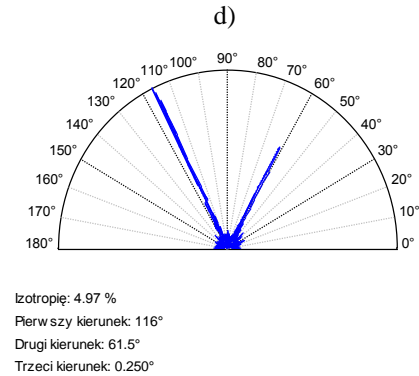 d)
90°
100° 80°
110° 70°
120° 60°
130° 50°
140° 40°
150° 30°
160° 20°
170° 10°
180° 0°
Izotropię: 4.97 %
Pierwszy kierunek: 116°
Drugi kierunek: 61.5°
Trzeci kierunek: 0.250°